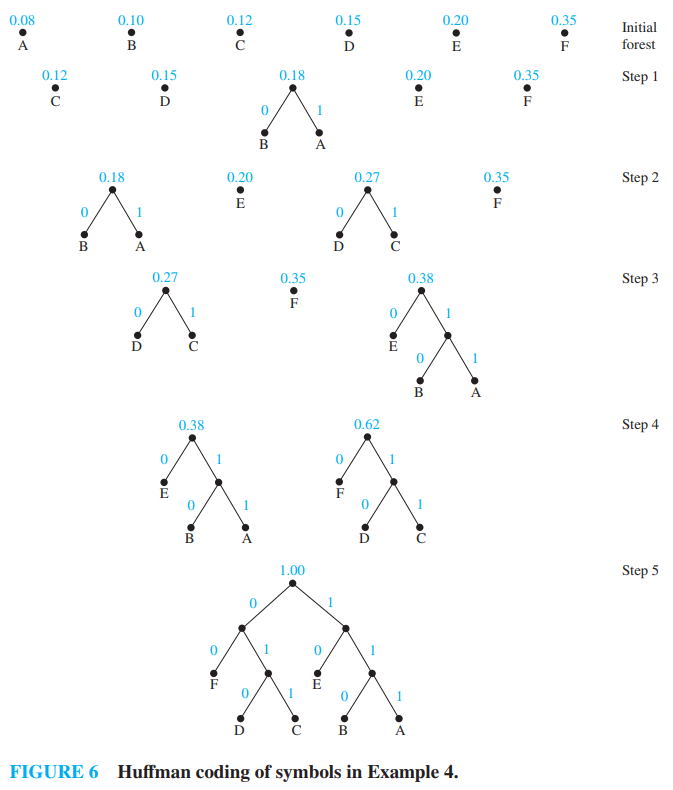 0.08 0.10 0.12 0.15 0.20 0.35 Initial
A B C D E F forest
0.12 0.15 0.18 0.20 0.35 Step 1
C D E F
0 1
B A
0.18 0.20 0.27 0.35 Step 2
E F
0 1 0 1
B A D C
0.27 0.35 0.38 Step 3
F
0 1 0 1
D C E
0 1
B A
0.38 0.62 Step 4
0 1 0 1
E F
0 1 0 1
B A D C
1.00 Step 5
0 1
0 1 0 1
F E
0 1 0 1
D C B A
FIGURE 6 Huffman coding of symbols in Example 4.